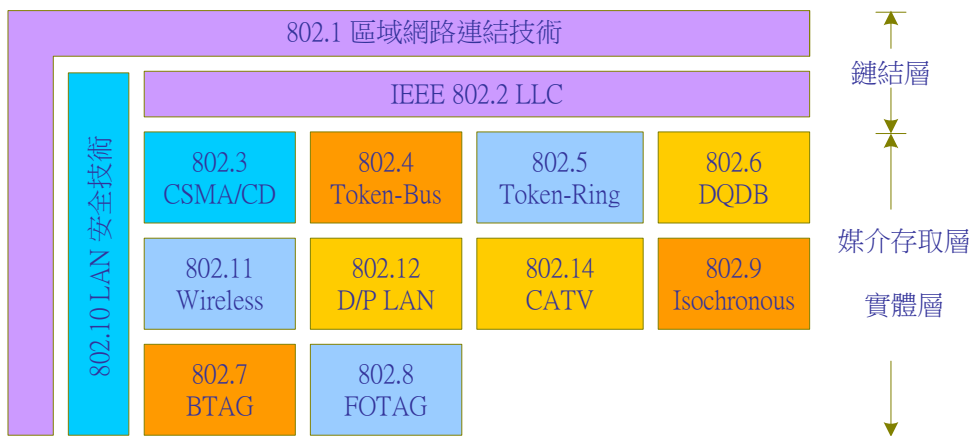 802.1 區域網路連結技術
鏈結層
IEEE 802.2 LLC
802.10 LAN 安全技術
802.3
CSMA/CD
802.4
Token-Bus
802.5
Token-Ring
802.6
DQDB
媒介存取層
802.11
Wireless
802.12
D/P LAN
802.14
CATV
802.9
Isochronous
實體層
802.7
BTAG
802.8
FOTAG